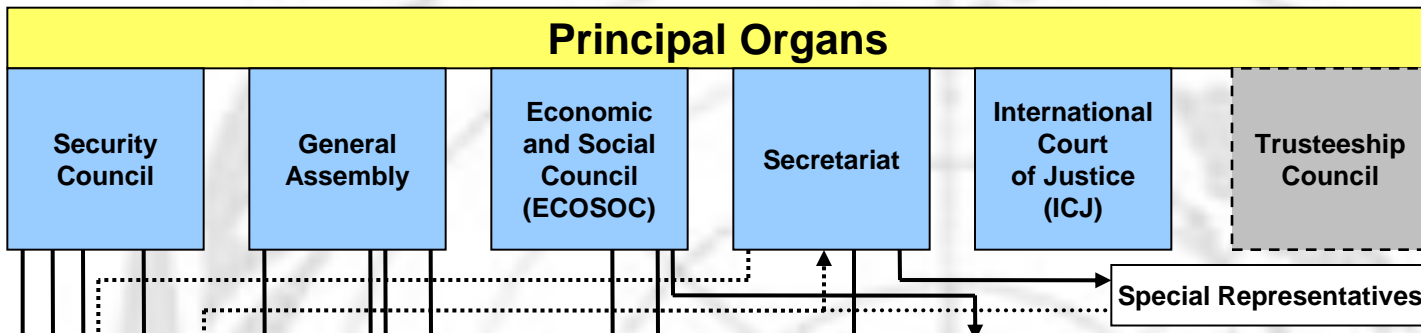 Principal Organs
Security
Council
General
Assembly
Economic
and Social
Council
(ECOSOC)
Secretariat
International
Court
of Justice
(ICJ)
Trusteeship
Council
Special Representatives